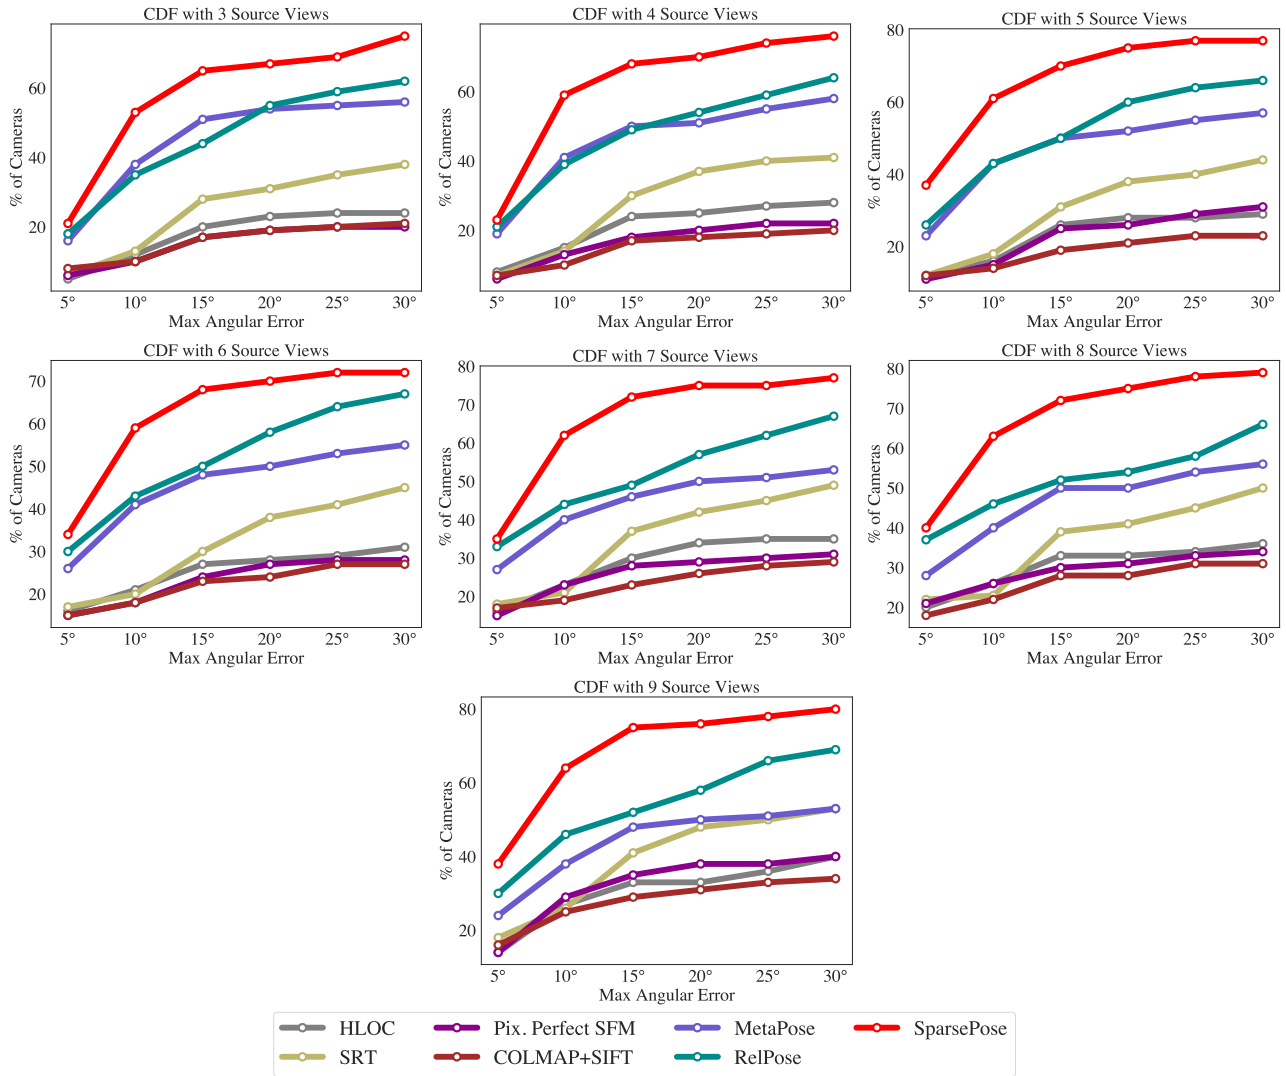 CDF with 3 Source Views
% of Cameras
60
40
20
5° 10° 15° 20° 25° 30°
Max Angular Error
CDF with 4 Source Views
% of Cameras
60
40
20
5° 10° 15° 20° 25° 30°
Max Angular Error
CDF with 5 Source Views
% of Cameras
80
60
40
20
5° 10° 15° 20° 25° 30°
Max Angular Error
CDF with 6 Source Views
% of Cameras
70
60
50
40
30
20
5° 10° 15° 20° 25° 30°
Max Angular Error
CDF with 7 Source Views
% of Cameras
80
70
60
50
40
30
20
5° 10° 15° 20° 25° 30°
Max Angular Error
CDF with 8 Source Views
% of Cameras
80
70
60
50
40
30
20
5° 10° 15° 20° 25° 30°
Max Angular Error
CDF with 9 Source Views
% of Cameras
80
60
40
20
5° 10° 15° 20° 25° 30°
Max Angular Error
HLOC Pix. Perfect SFM MetaPose SparsePose
SRT COLMAP+SIFT RelPose